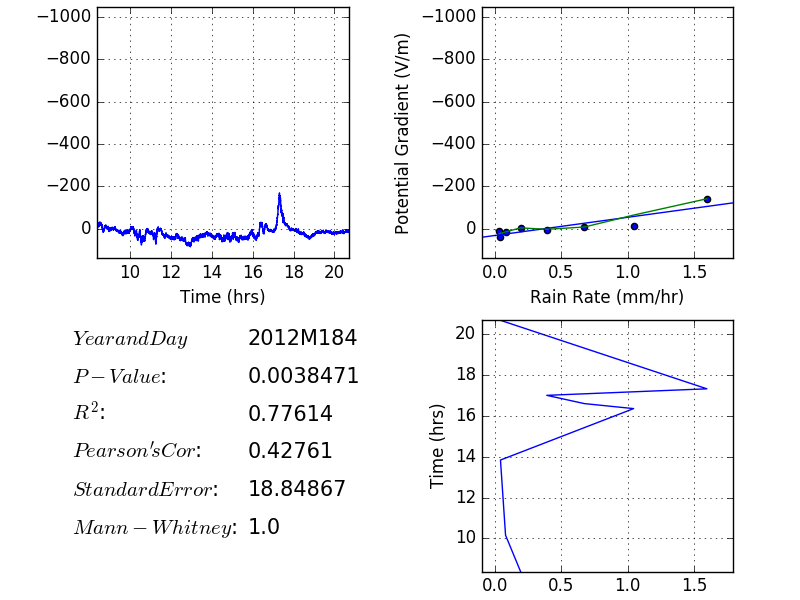 −1000
−800
−600
−400
−200
0
10 12 14 16 18 20
Time (hrs)
Potential Gradient (V/m)
−1000
−800
−600
−400
−200
0
0.0 0.5 1.0 1.5
Rain Rate (mm/hr)
YearandDay 2012M184
P−Value: 0.0038471
R²: 0.77614
Pearson'sCor: 0.42761
StandardError: 18.84867
Mann−Whitney: 1.0
Time (hrs)
20
18
16
14
12
10
0.0 0.5 1.0 1.5